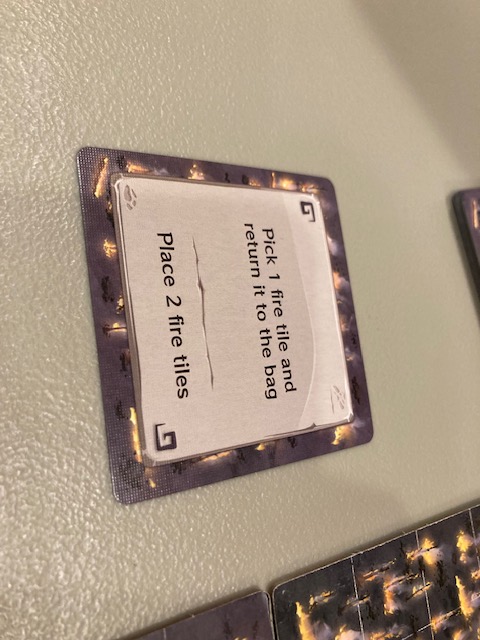 Pick 1 fire tile and
return it to the bag
Place 2 fire tiles